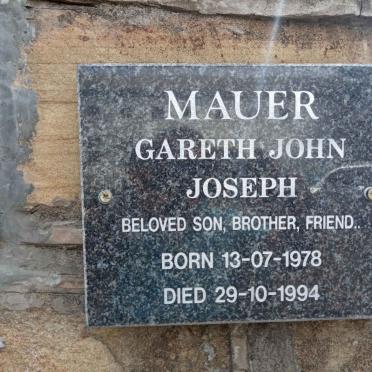 MAUER
GARETH JOHN
JOSEPH
BELOVED SON, BROTHER, FRIEND..
BORN 13-07-1978
DIED 29-10-1994